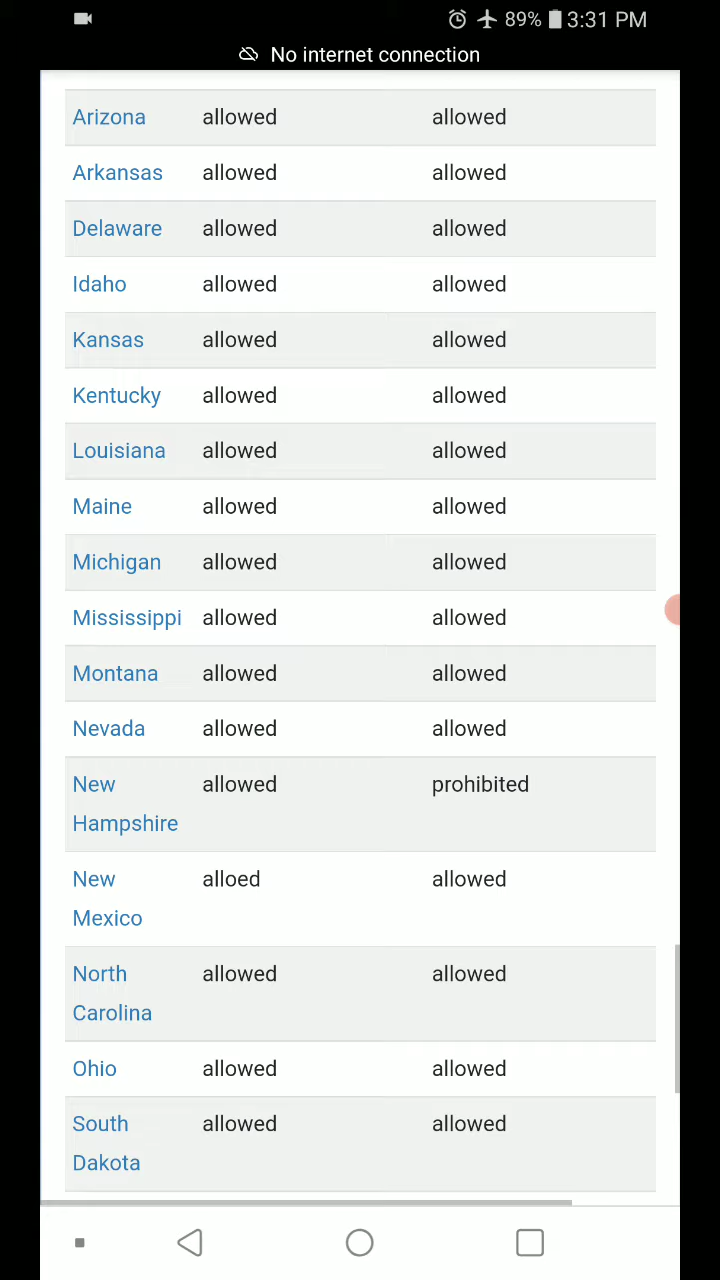 89% 3:31 PM
No internet connection
Arizona allowed allowed
Arkansas allowed allowed
Delaware allowed allowed
Idaho allowed allowed
Kansas allowed allowed
Kentucky allowed allowed
Louisiana allowed allowed
Maine allowed allowed
Michigan allowed allowed
Mississippi allowed allowed
Montana allowed allowed
Nevada allowed allowed
New allowed prohibited
Hampshire
New alloed allowed
Mexico
North allowed allowed
Carolina
Ohio allowed allowed
South allowed allowed
Dakota